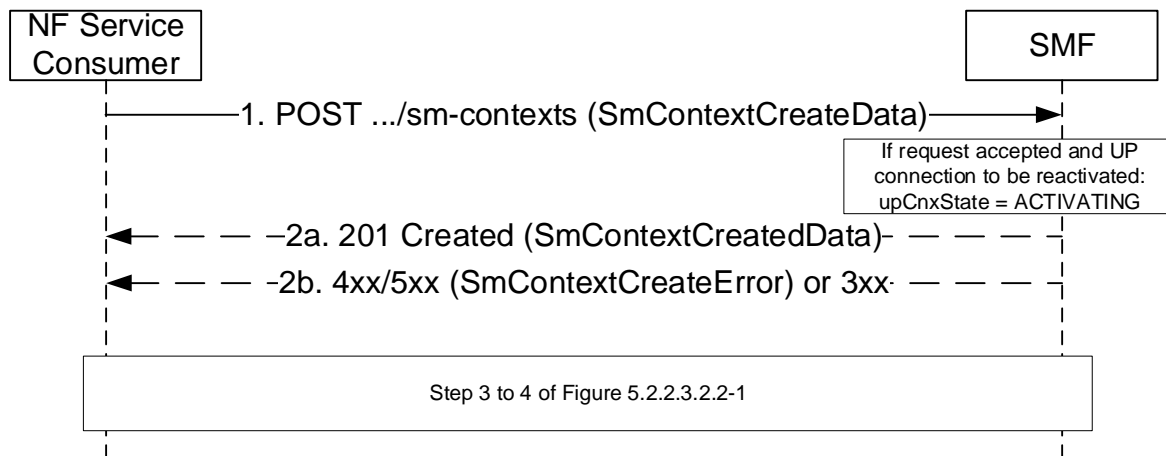 NF Service
Consumer
SMF
1. POST .../sm-contexts (SmContextCreateData)
If request accepted and UP
connection to be reactivated:
upCnxState = ACTIVATING
2a. 201 Created (SmContextCreatedData)
2b. 4xx/5xx (SmContextCreateError) or 3xx
Step 3 to 4 of Figure 5.2.2.3.2.2-1